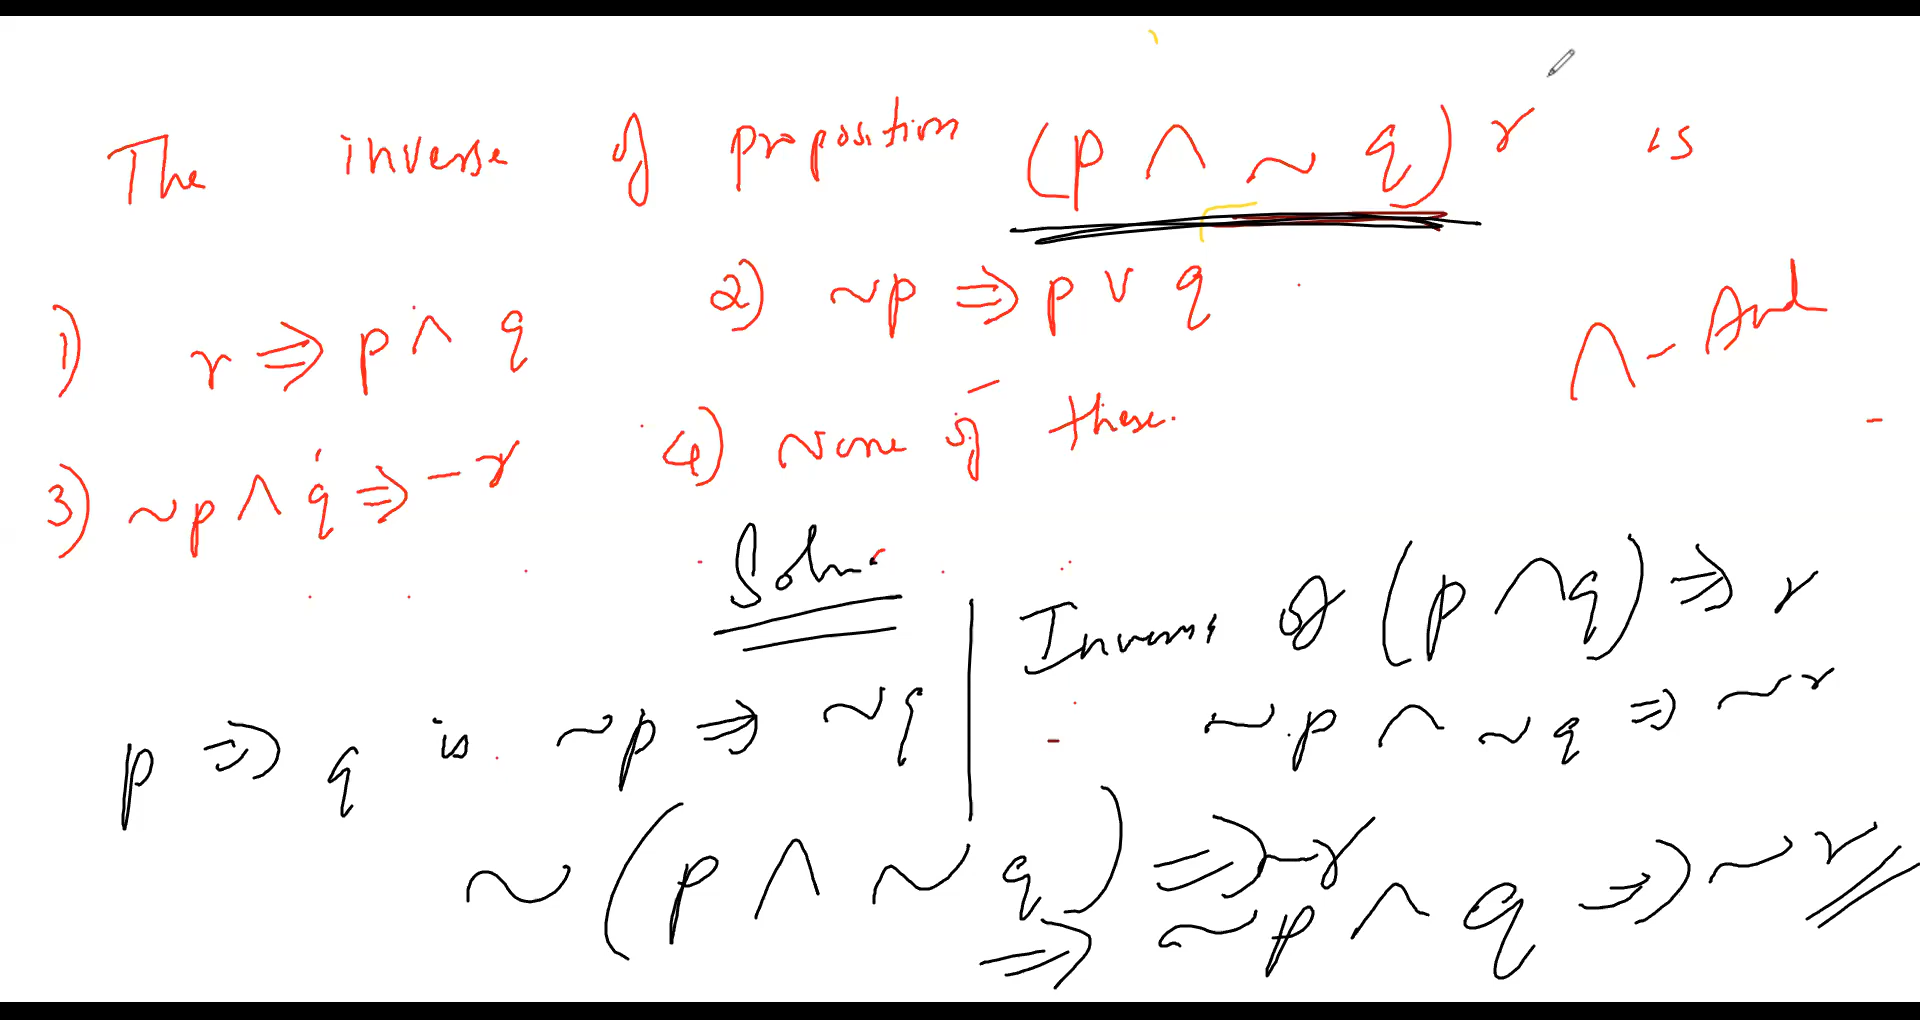 The inverse of proposition (p ∧ ~ q) r is
1) r ⇒ p ∧ q 2) ~p ⇒ p ∨ q
∧ - And
3) ~p ∧ q ⇒ -r 4) None of these.
Soln.
Inverse of (p ∧ q) ⇒ r
p ⇒ q is ~p ⇒ ~q
~p ∧ ~q ⇒ ~r
~(p ∧ ~ q) ⇒ -r
⇒ ~p ∧ q ⇒ ~r